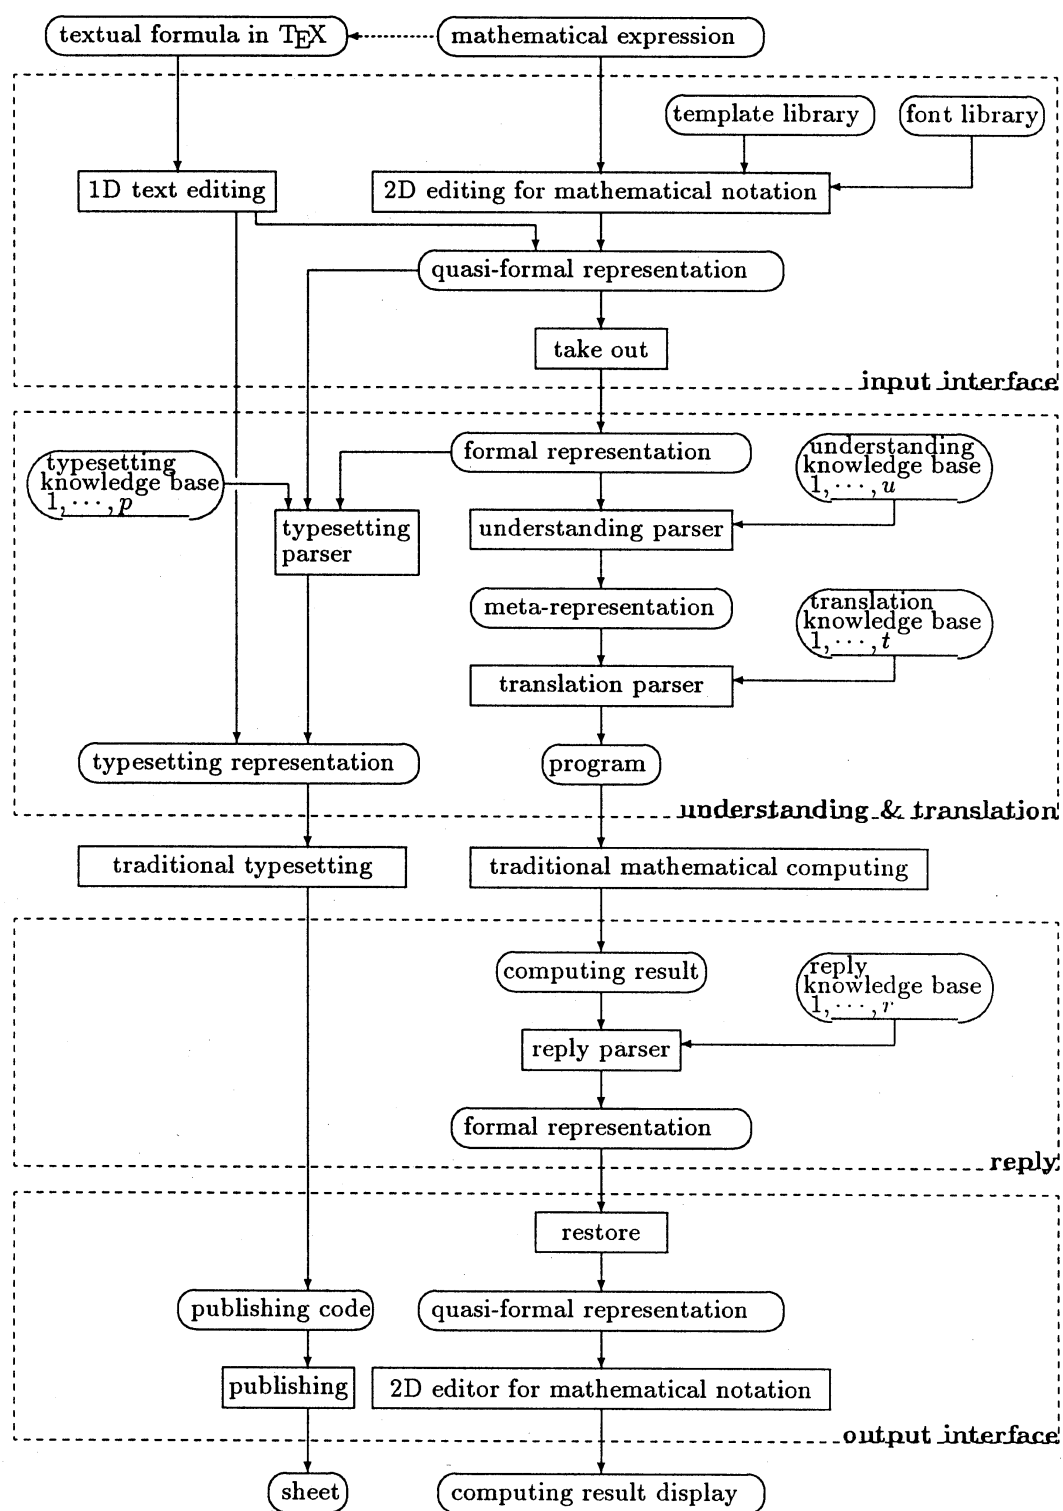 textual formula in TEX
mathematical expression
template library
font library
1D text editing
2D editing for mathematical notation
quasi-formal representation
take out
input interface
formal representation
typesetting
knowledge base
1, ···, p
understanding
knowledge base
1, ···, u
typesetting
parser
understanding parser
meta-representation
translation
knowledge base
1, ···, t
translation parser
typesetting representation
program
understanding & translation
traditional typesetting
traditional mathematical computing
computing result
reply
knowledge base
1, ···, r
reply parser
formal representation
reply
restore
publishing code
quasi-formal representation
publishing
2D editor for mathematical notation
output interface
sheet
computing result display